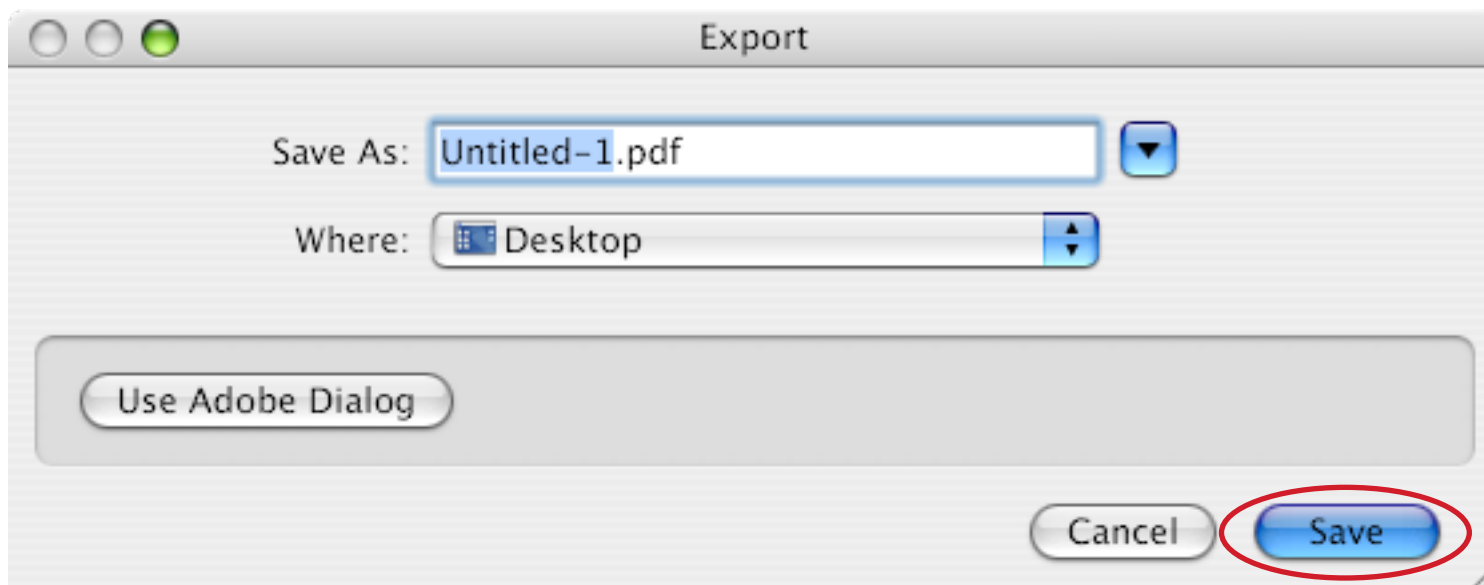 Export
Save As: Untitled-1.pdf
Where: Desktop
Use Adobe Dialog
Cancel Save